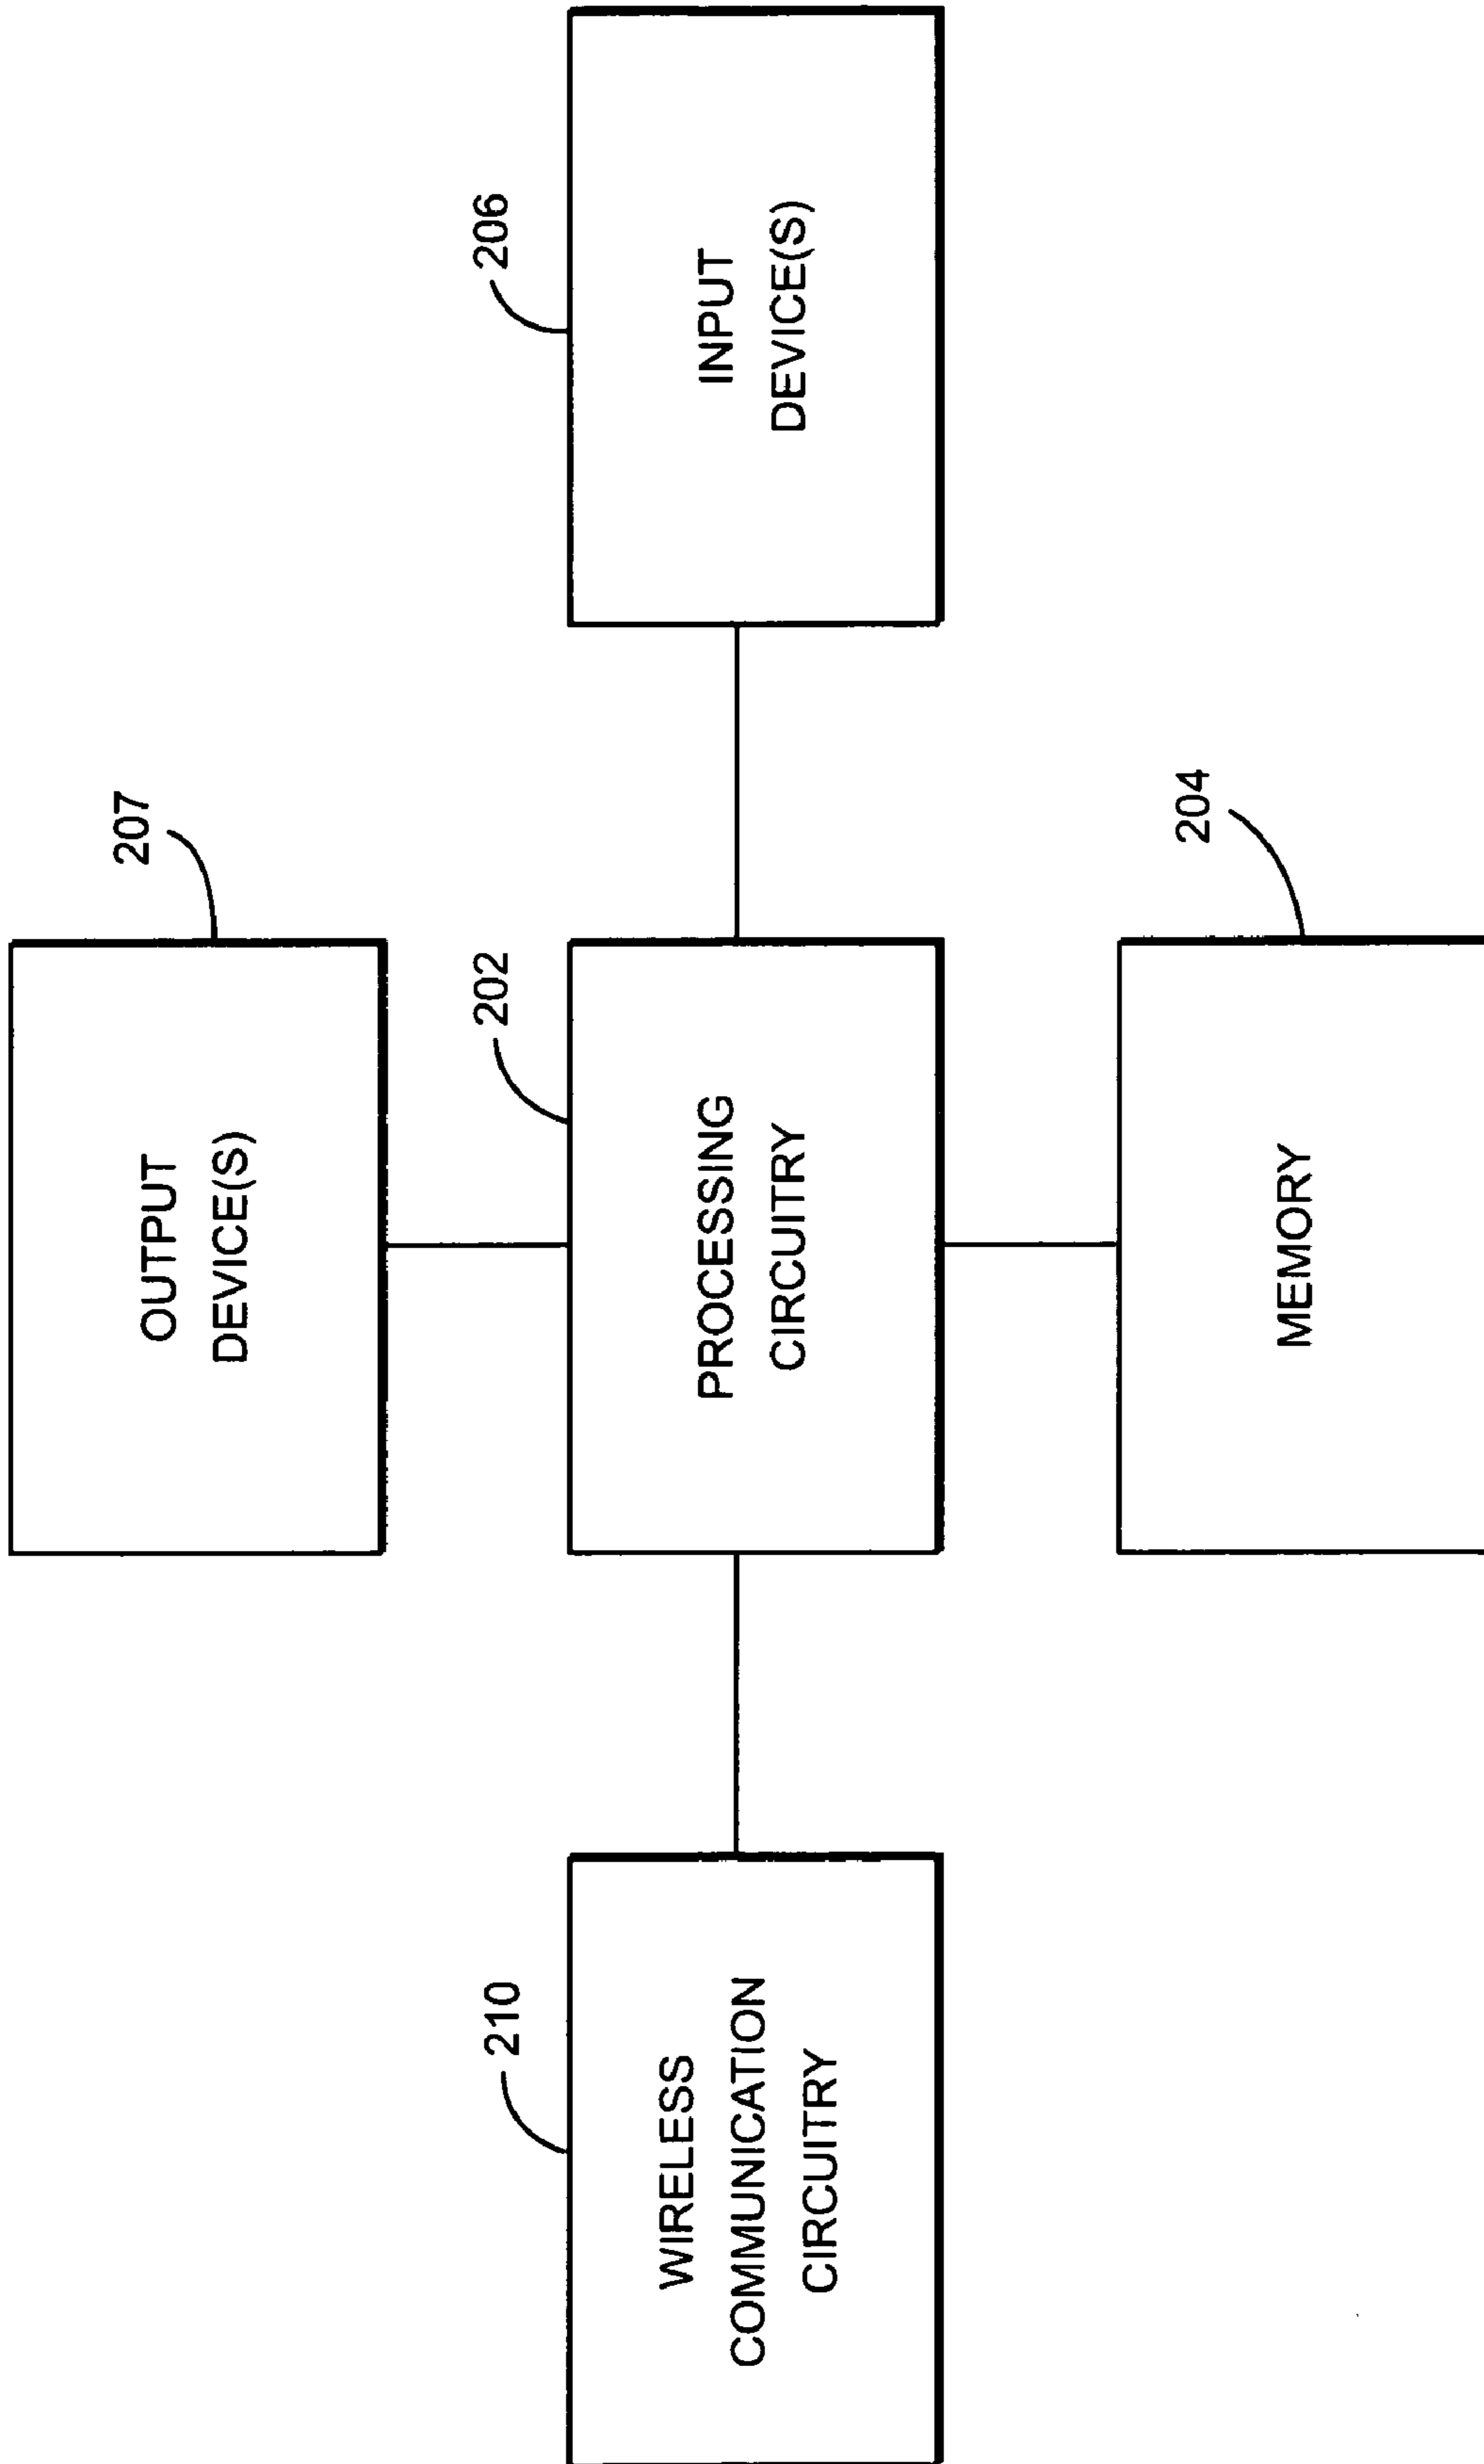 207
OUTPUT
DEVICE(S)
210
WIRELESS
COMMUNICATION
CIRCUITRY
202
PROCESSING
CIRCUITRY
206
INPUT
DEVICE(S)
204
MEMORY